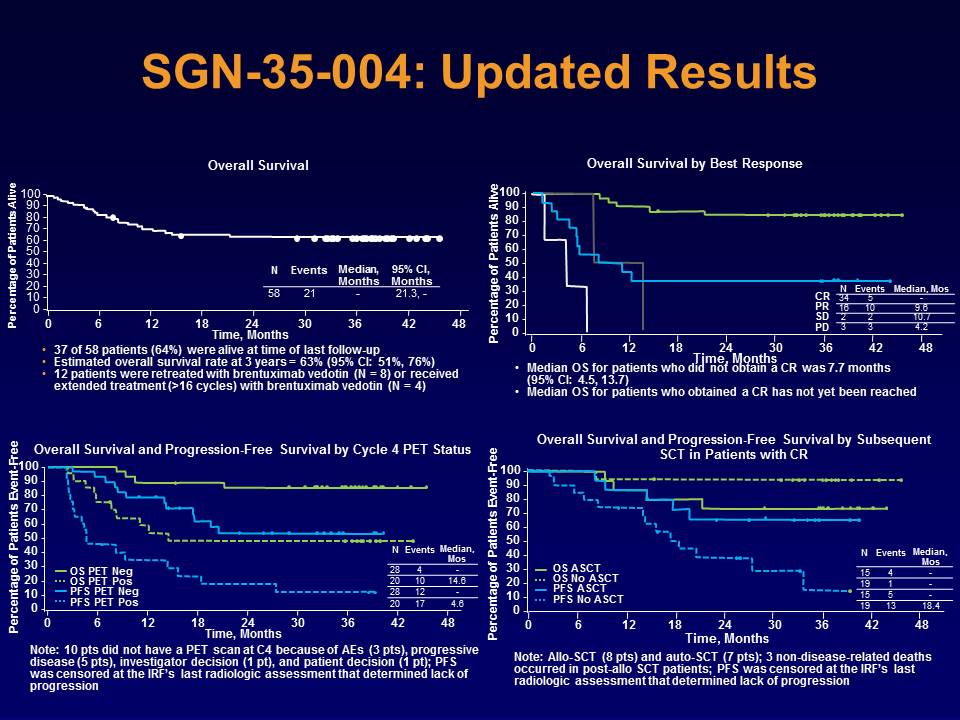 SGN-35-004: Updated Results
Overall Survival
Percentage of Patients Alive
100
90
80
70
60
50
40
30
20
10
0
0 6 12 18 24 30 36 42 48
Time, Months
N Events Median, Months 95% CI, Months
58 21 - 21.3, -
• 37 of 58 patients (64%) were alive at time of last follow-up
• Estimated overall survival rate at 3 years = 63% (95% CI: 51%, 76%)
• 12 patients were retreated with brentuximab vedotin (N = 8) or received
extended treatment (>16 cycles) with brentuximab vedotin (N = 4)
Overall Survival by Best Response
Percentage of Patients Alive
100
90
80
70
60
50
40
30
20
10
0
0 6 12 18 24 30 36 42 48
Time, Months
N Events Median, Mos
CR 34 5 -
PR 16 10 9.6
SD 2 2 10.7
PD 3 3 4.2
• Median OS for patients who did not obtain a CR was 7.7 months
(95% CI: 4.5, 13.7)
• Median OS for patients who obtained a CR has not yet been reached
Overall Survival and Progression-Free Survival by Cycle 4 PET Status
Percentage of Patients Event-Free
100
90
80
70
60
50
40
30
20
10
0
0 6 12 18 24 30 36 42 48
Time, Months
OS PET Neg
OS PET Pos
PFS PET Neg
PFS PET Pos
N Events Median,
Mos
28 4 -
20 10 14.6
28 12 -
20 17 4.6
Note: 10 pts did not have a PET scan at C4 because of AEs (3 pts), progressive
disease (5 pts), investigator decision (1 pt), and patient decision (1 pt); PFS
was censored at the IRF's last radiologic assessment that determined lack of
progression
Overall Survival and Progression-Free Survival by Subsequent
SCT in Patients with CR
Percentage of Patients Event-Free
100
90
80
70
60
50
40
30
20
10
0
0 6 12 18 24 30 36 42 48
Time, Months
OS ASCT
OS No ASCT
PFS ASCT
PFS No ASCT
N Events Median,
Mos
15 4 -
19 1 -
15 5 -
19 13 18.4
Note: Allo-SCT (8 pts) and auto-SCT (7 pts); 3 non-disease-related deaths
occurred in post-allo SCT patients; PFS was censored at the IRF's last
radiologic assessment that determined lack of progression